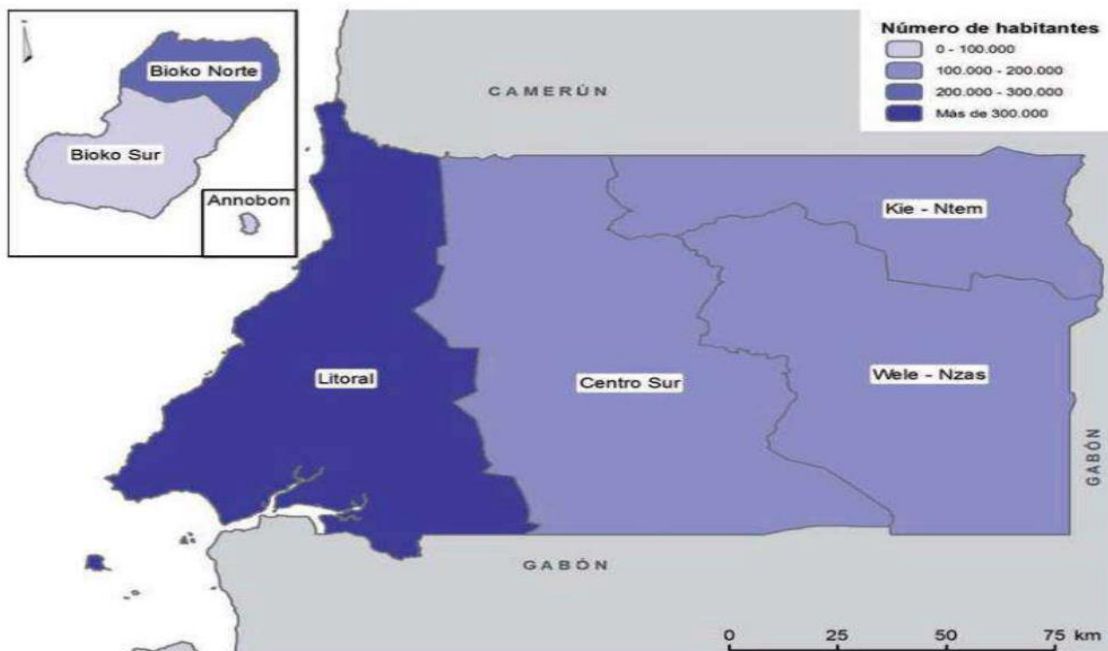 Número de habitantes
0 - 100.000
100.000 - 200.000
200.000 - 300.000
Más de 300.000
Bioko Norte
Bioko Sur
Annobon
CAMERÚN
Kie - Ntem
Litoral
Centro Sur
Wele - Nzas
GABÓN
GABÓN
0 25 50 75 km